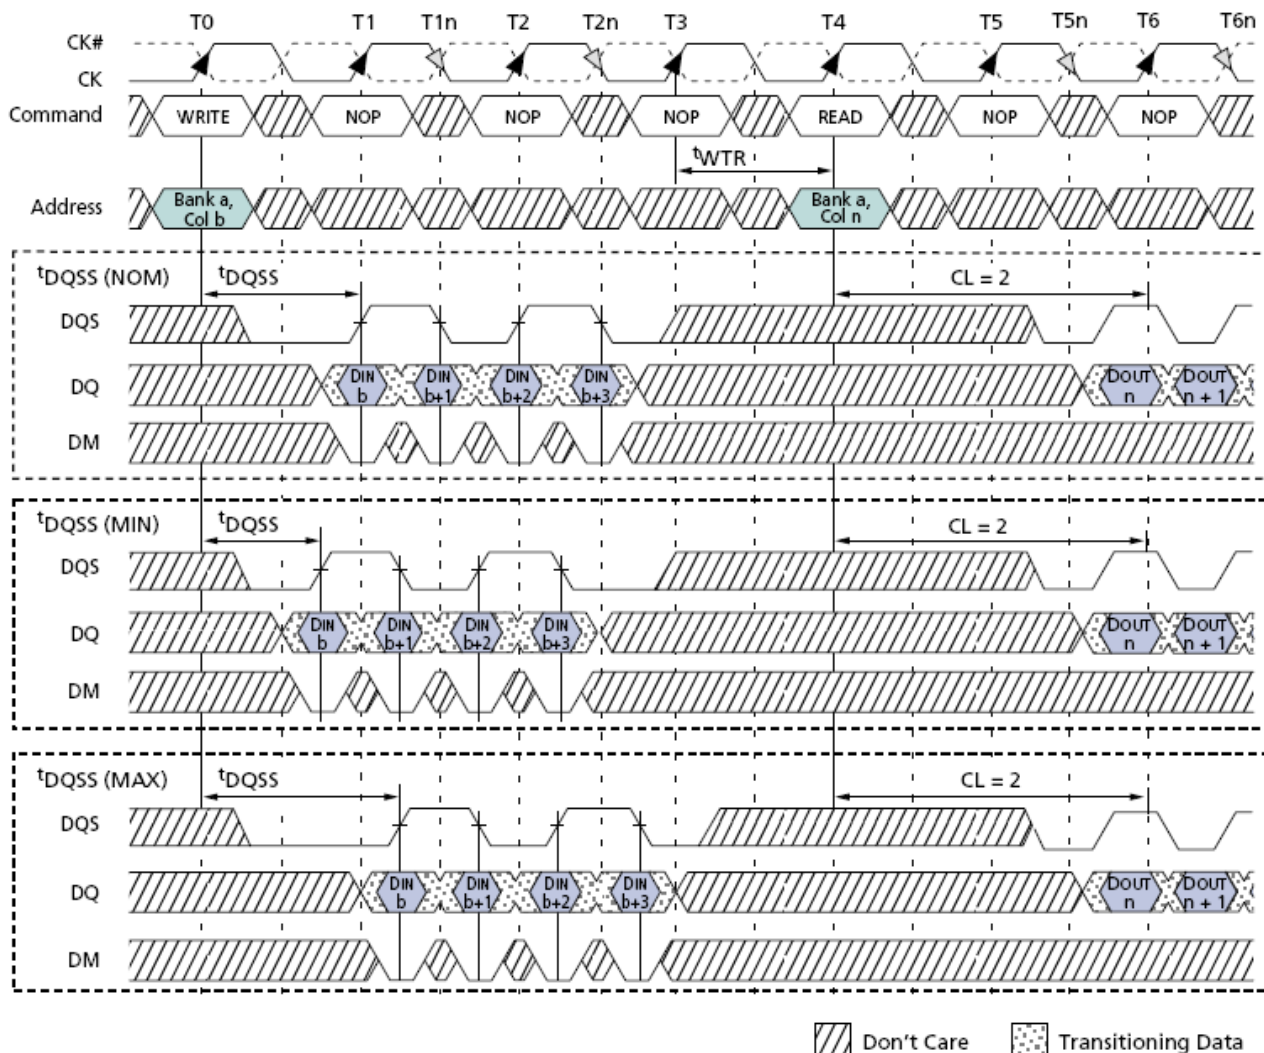 T0 T1 T1n T2 T2n T3 T4 T5 T5n T6 T6n
CK#
CK
Command WRITE NOP NOP NOP READ NOP NOP
tWTR
Address Bank a, Col b Bank a, Col n
tDQSS (NOM) tDQSS CL = 2
DQS
DQ DIN b DIN b+1 DIN b+2 DIN b+3 DOUT n DOUT n + 1
DM
tDQSS (MIN) tDQSS CL = 2
DQS
DQ DIN b DIN b+1 DIN b+2 DIN b+3 DOUT n DOUT n + 1
DM
tDQSS (MAX) tDQSS CL = 2
DQS
DQ DIN b DIN b+1 DIN b+2 DIN b+3 DOUT n DOUT n + 1
DM
Don't Care Transitioning Data